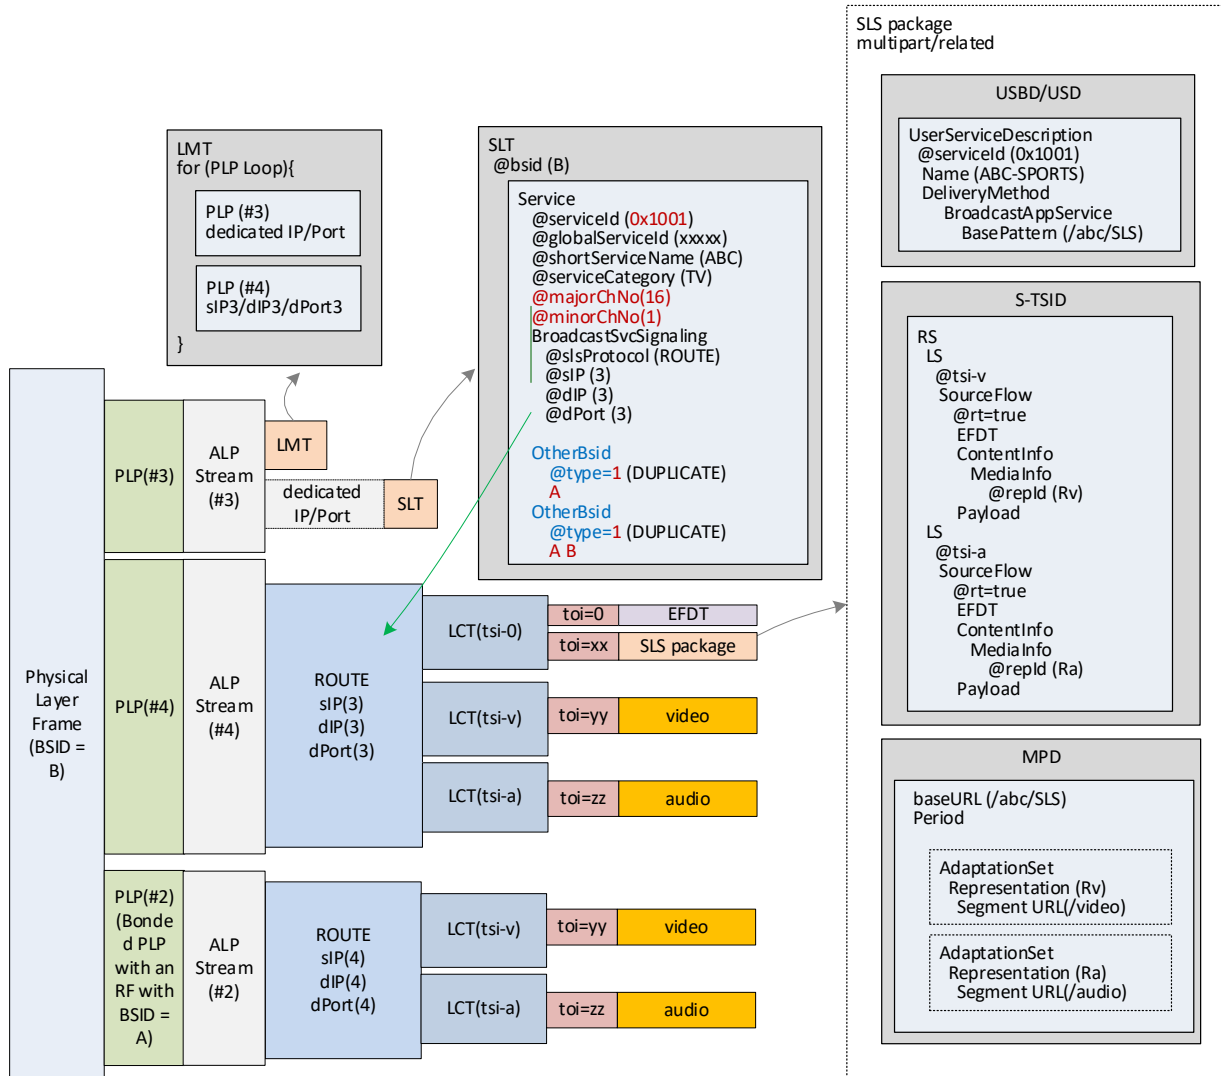 SLS package
multipart/related
USBD/USD
UserServiceDescription
@serviceId (0x1001)
Name (ABC-SPORTS)
DeliveryMethod
BroadcastAppService
BasePattern (/abc/SLS)
S-TSID
RS
LS
@tsi-v
SourceFlow
@rt=true
EFDT
ContentInfo
MediaInfo
@repId (Rv)
Payload
LS
@tsi-a
SourceFlow
@rt=true
EFDT
ContentInfo
MediaInfo
@repId (Ra)
Payload
MPD
baseURL (/abc/SLS)
Period
AdaptationSet
Representation (Rv)
Segment URL(/video)
AdaptationSet
Representation (Ra)
Segment URL(/audio)
LMT
for (PLP Loop){
PLP (#3)
dedicated IP/Port
PLP (#4)
sIP3/dIP3/dPort3
}
SLT
@bsid (B)
Service
@serviceId (0x1001)
@globalServiceId (xxxxx)
@shortServiceName (ABC)
@serviceCategory (TV)
@majorChNo(16)
@minorChNo(1)
BroadcastSvcSignaling
@slsProtocol (ROUTE)
@sIP (3)
@dIP (3)
@dPort (3)
OtherBsid
@type=1 (DUPLICATE)
A
OtherBsid
@type=1 (DUPLICATE)
A B
Physical
Layer
Frame
(BSID =
B)
PLP(#3)
ALP
Stream
(#3)
LMT
dedicated
IP/Port
SLT
PLP(#4)
ALP
Stream
(#4)
ROUTE
sIP(3)
dIP(3)
dPort(3)
LCT(tsi-0)
toi=0
EFDT
toi=xx
SLS package
LCT(tsi-v)
toi=yy
video
LCT(tsi-a)
toi=zz
audio
PLP(#2)
(Bonde
d PLP
with an
RF with
BSID =
A)
ALP
Stream
(#2)
ROUTE
sIP(4)
dIP(4)
dPort(4)
LCT(tsi-v)
toi=yy
video
LCT(tsi-a)
toi=zz
audio